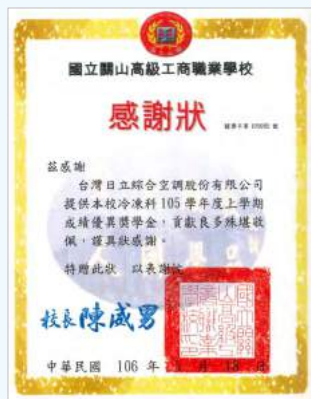 國立關山高級工商職業學校
感謝狀
茲感謝
台灣日立綜合空調股份有限公司
提供本校冷凍科105學年度上學期
成績優異獎學金，貢獻良多殊堪敬
佩，謹具狀感謝。
特贈此狀　以表謝忱
校長陳威男
中華民國 106 年 月 18 日